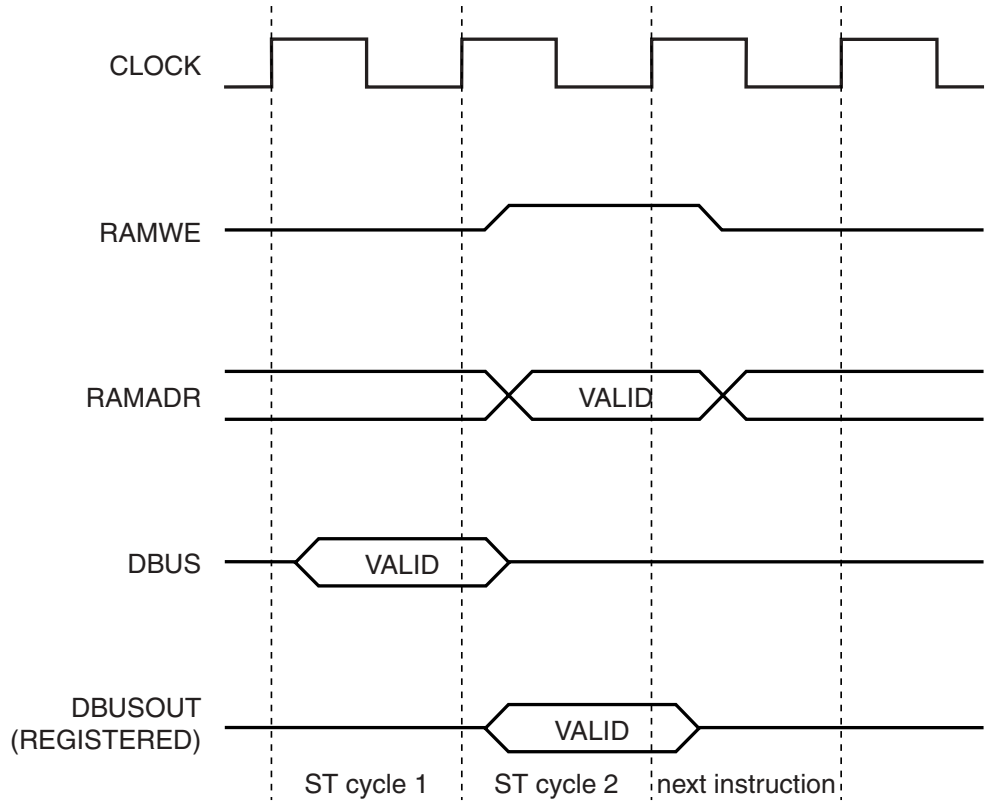 CLOCK
RAMWE
RAMADR
VALID
DBUS
VALID
DBUSOUT
(REGISTERED)
VALID
ST cycle 1
ST cycle 2
next instruction